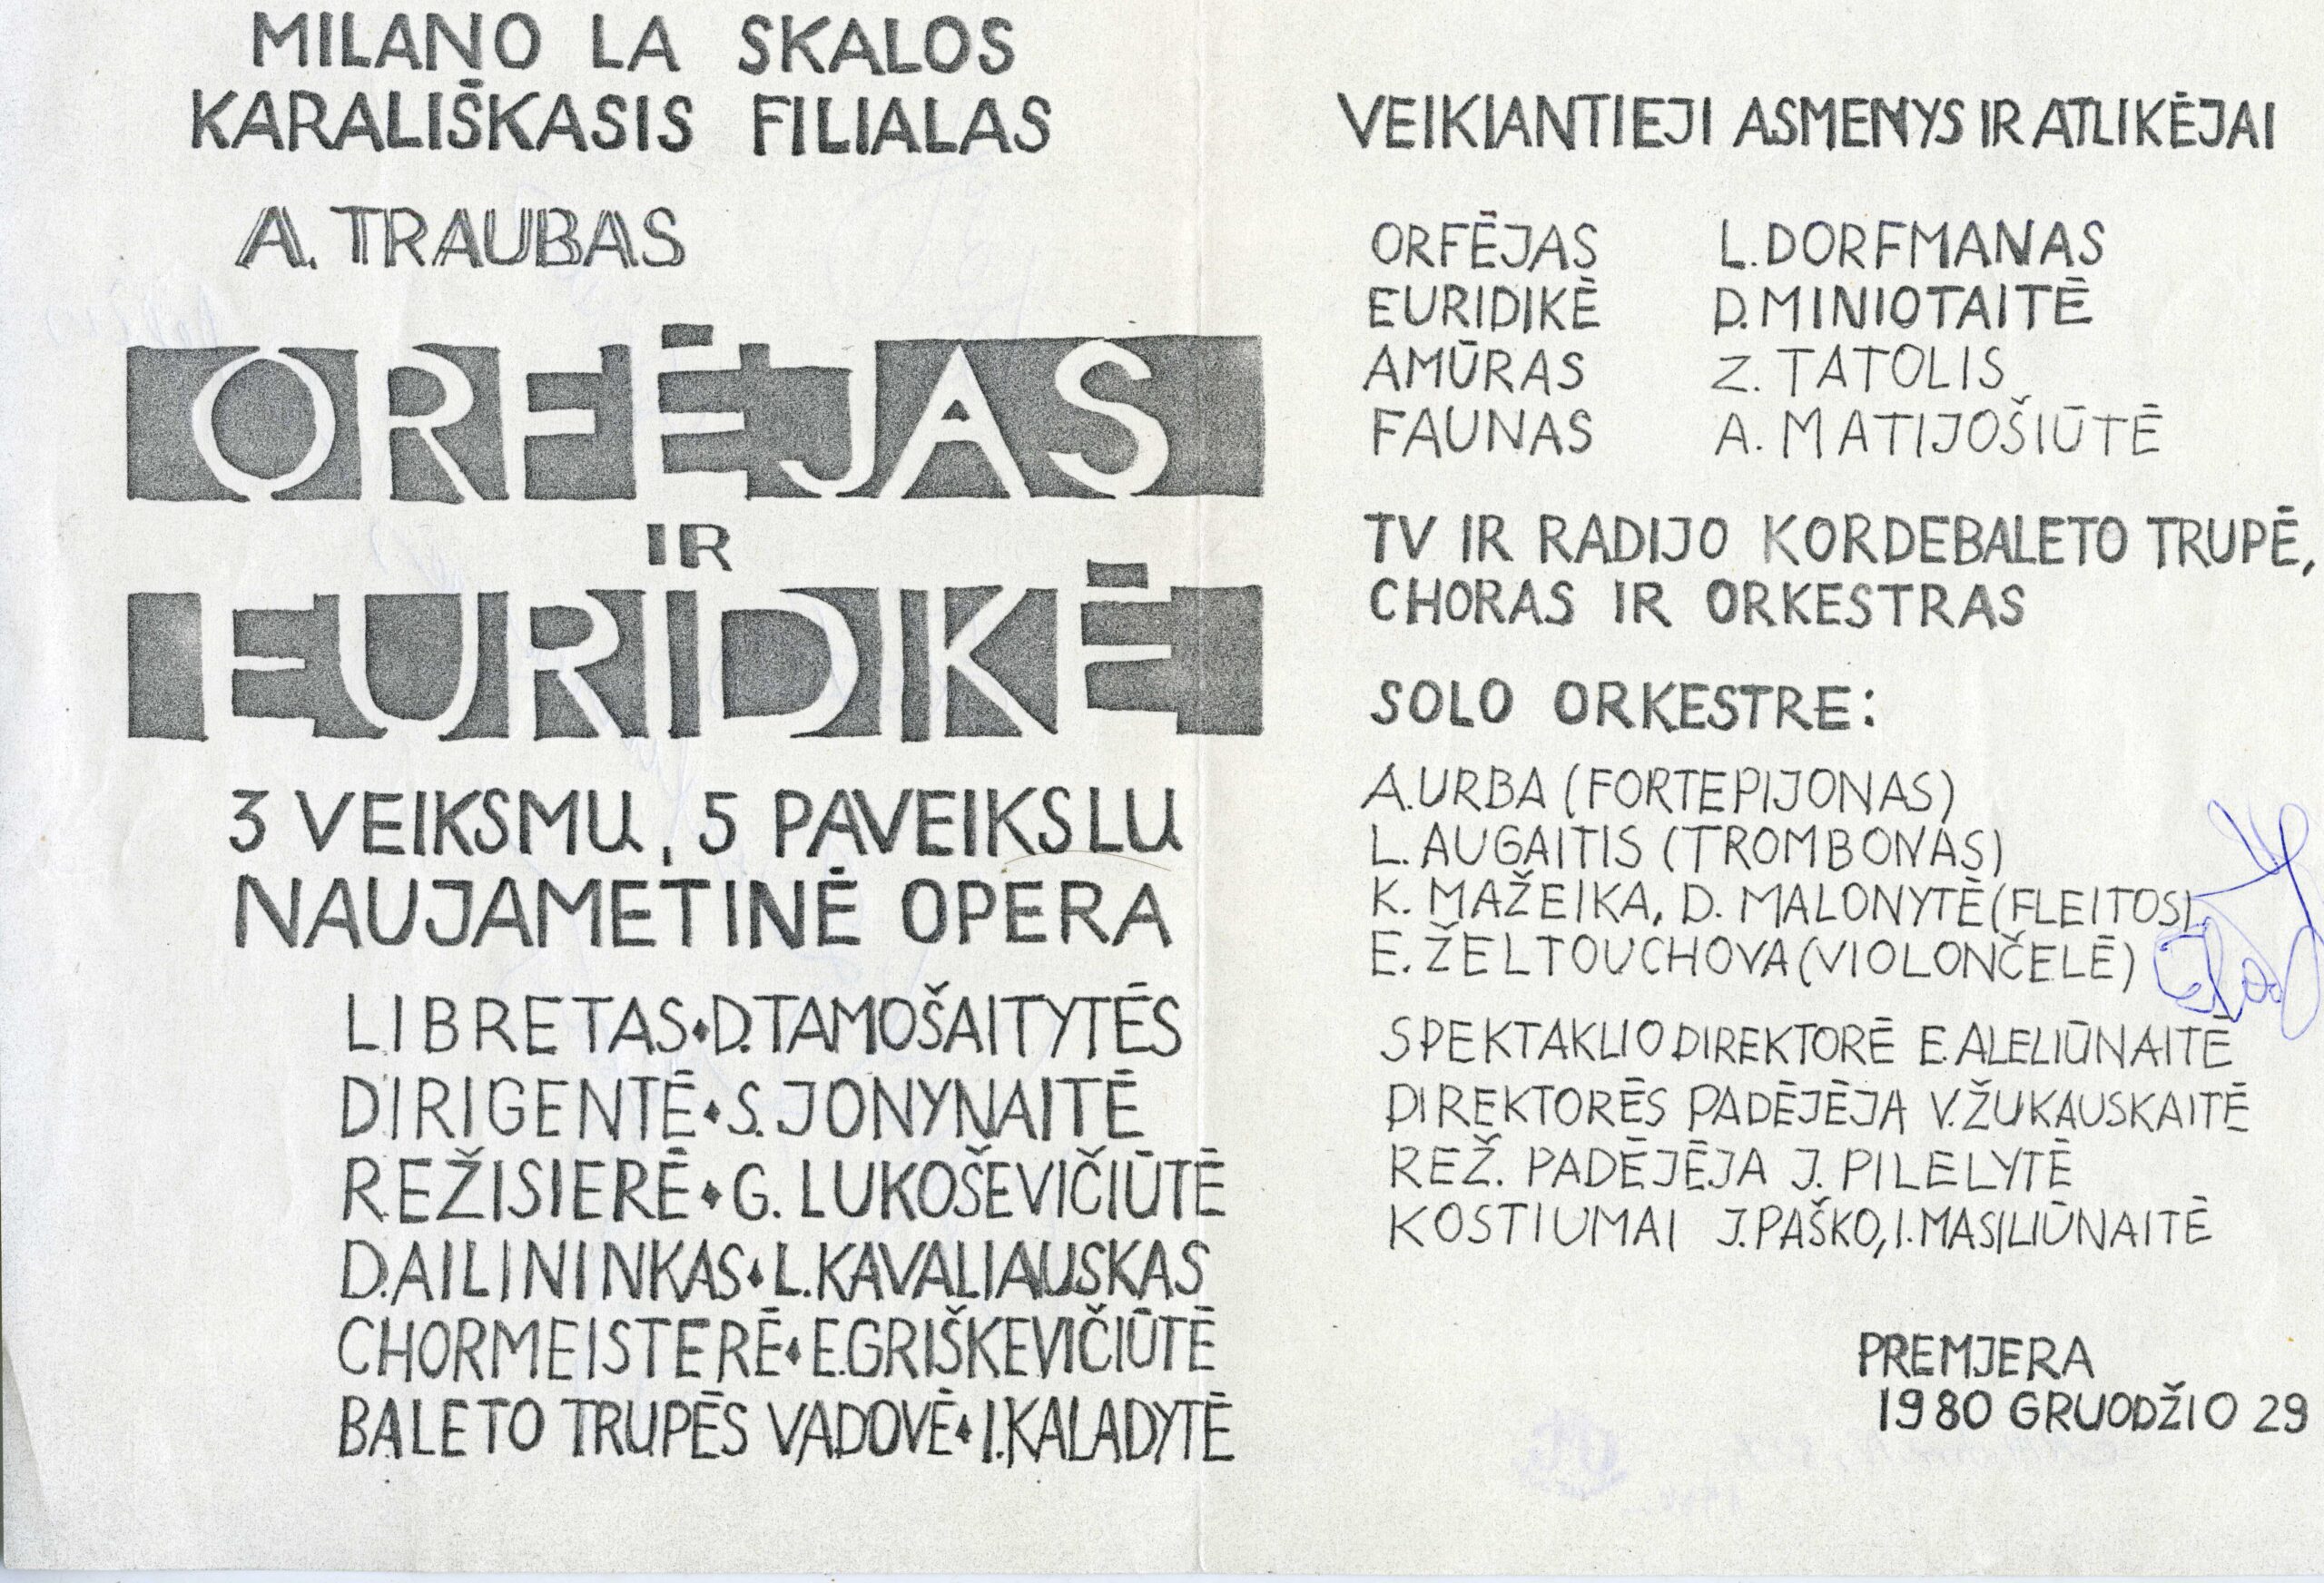 MILANO LA SKALOS
KARALIŠKASIS FILIALAS
A. TRAUBAS
ORFĖJAS
IR
EURIDIKĖ
3 VEIKSMU, 5 PAVEIKSLU
NAUJAMETINĖ OPERA
LIBRETAS♦D.TAMOŠAITYTĖS
DIRIGENTĖ♦S.JONYNAITĖ
REŽISIERĖ♦G. LUKOŠEVIČIŪTĖ
DAILININKAS♦L.KAVALIAUSKAS
CHORMEISTERĖ♦E.GRIŠKEVIČIŪTĖ
BALETO TRUPĖS VADOVĖ♦I.KALADYTĖ
VEIKIANTIEJI ASMENYS IR ATLIKĖJAI
ORFĖJAS L.DORFMANAS
EURIDIKĖ D.MINIOTAITĖ
AMŪRAS Z. TATOLIS
FAUNAS A. MATIJOŠIŪTĖ
TV IR RADIJO KORDEBALETO TRUPĖ,
CHORAS IR ORKESTRAS
SOLO ORKESTRE:
A.URBA (FORTEPIJONAS)
L. AUGAITIS (TROMBONAS)
K. MAŽEIKA, D. MALONYTĖ (FLEITOS),
E. ŽELTOUCHOVA (VIOLONČELĖ)
SPEKTAKLIO DIREKTORĖ E.ALELIŪNAITĖ
DIREKTORĖS PADĖJĖJA V.ŽUKAUSKAITĖ
REŽ. PADĖJĖJA J. PILELYTĖ
KOSTIUMAI J.PAŠKO, I.MASILIŪNAITĖ
PREMJERA
1980 GRUODŽIO 29